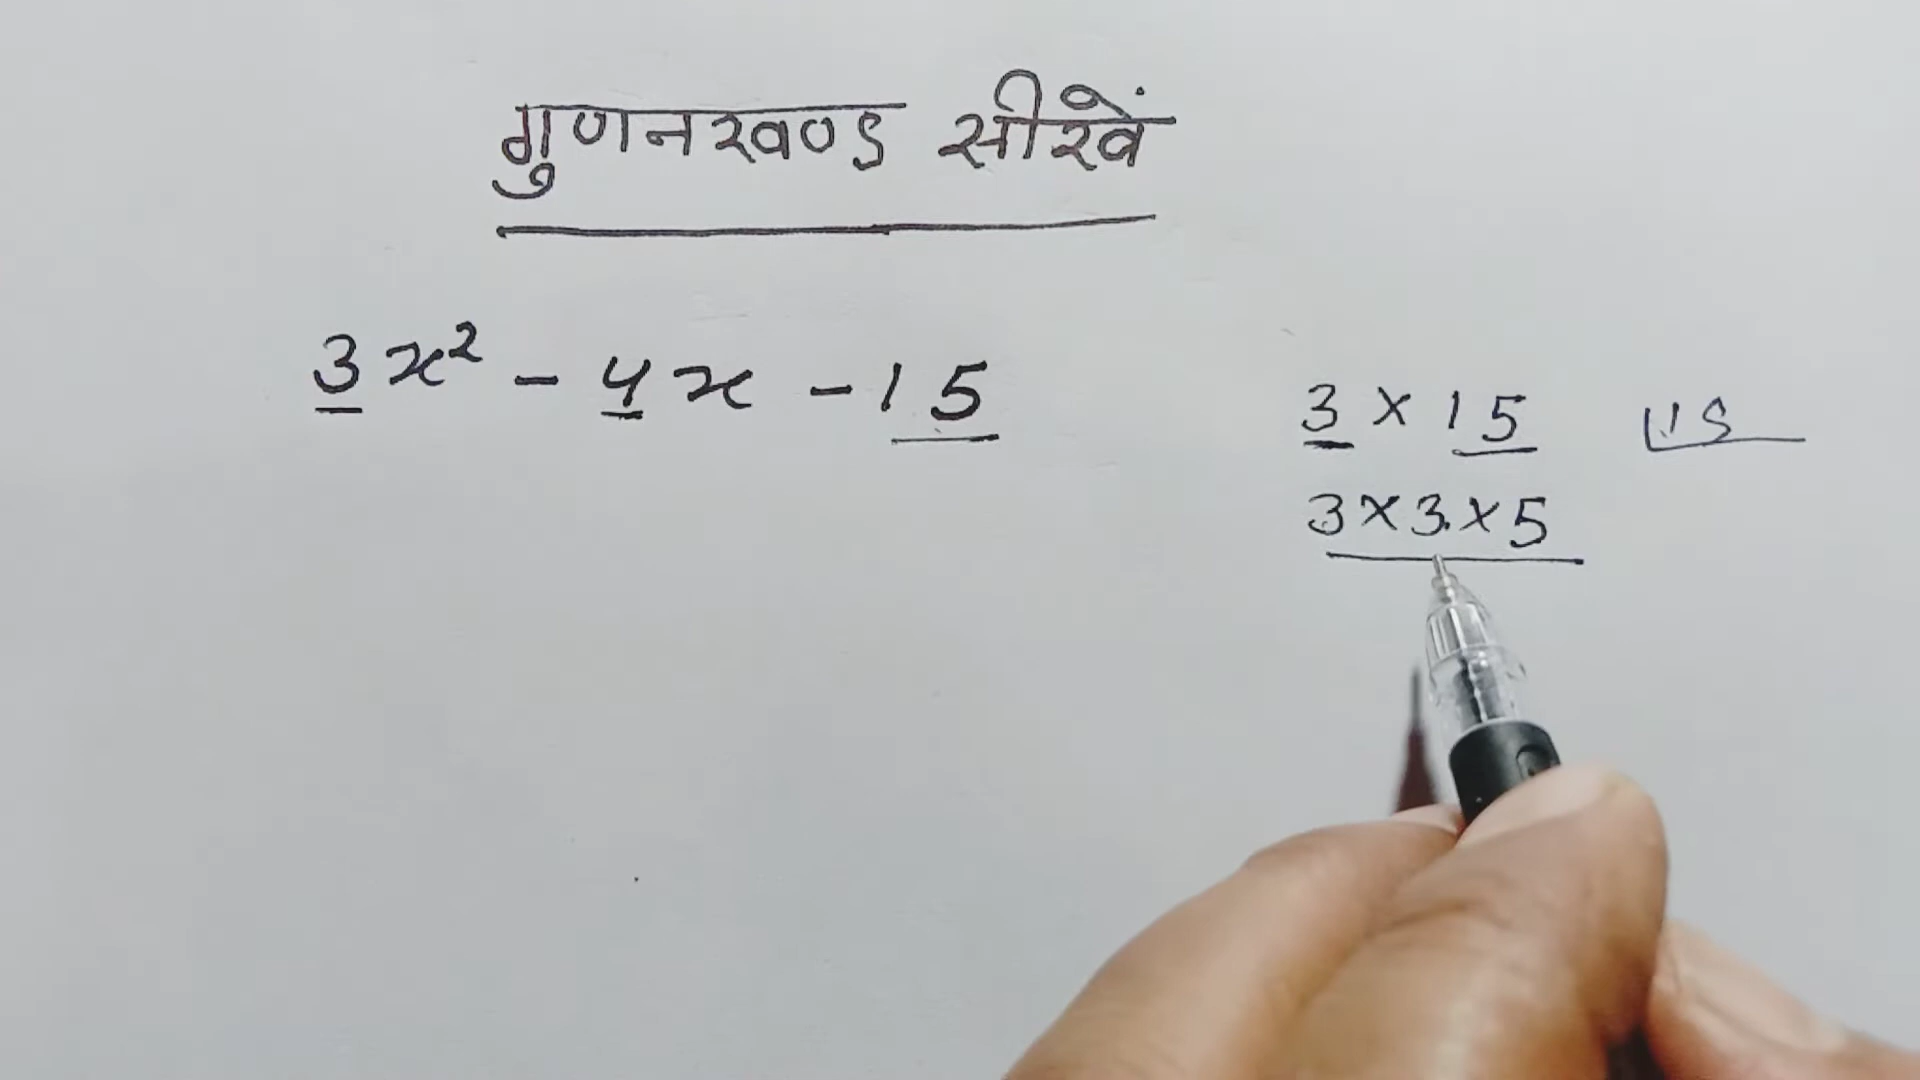 गुणनखण्ड सीखें
3x² - 4x - 15
3 × 15
3 × 3 × 5